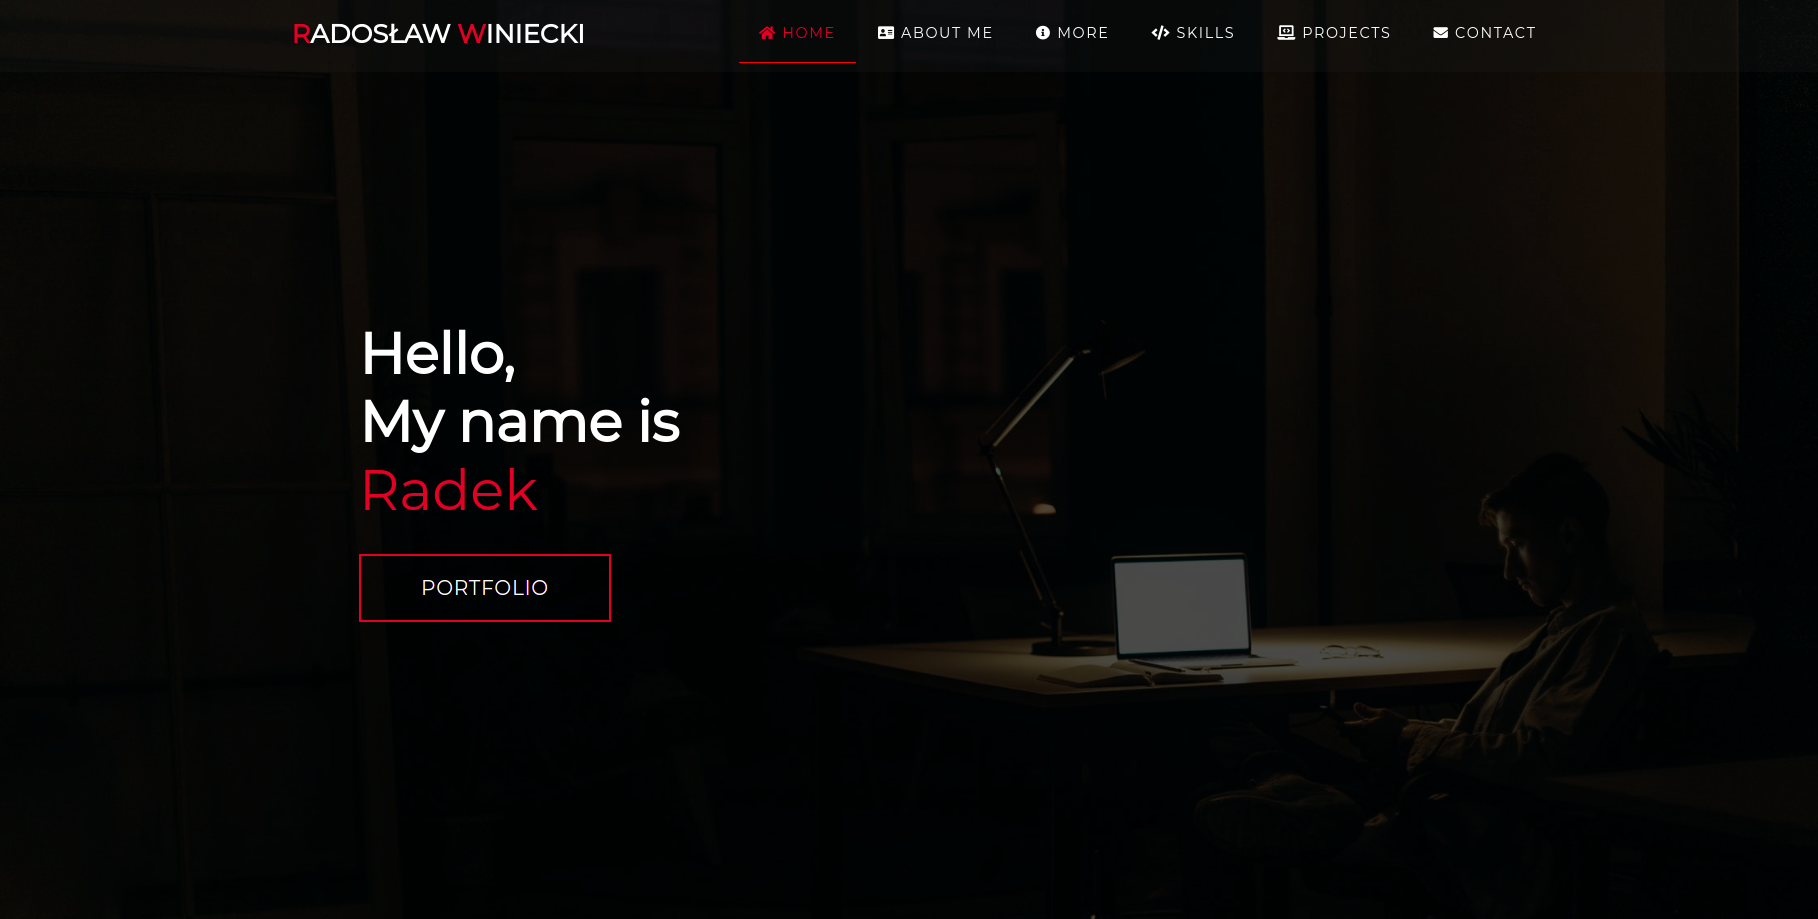 RADOSŁAW WINIECKI
HOME
ABOUT ME
MORE
SKILLS
PROJECTS
CONTACT
Hello,
My name is
Radek
PORTFOLIO